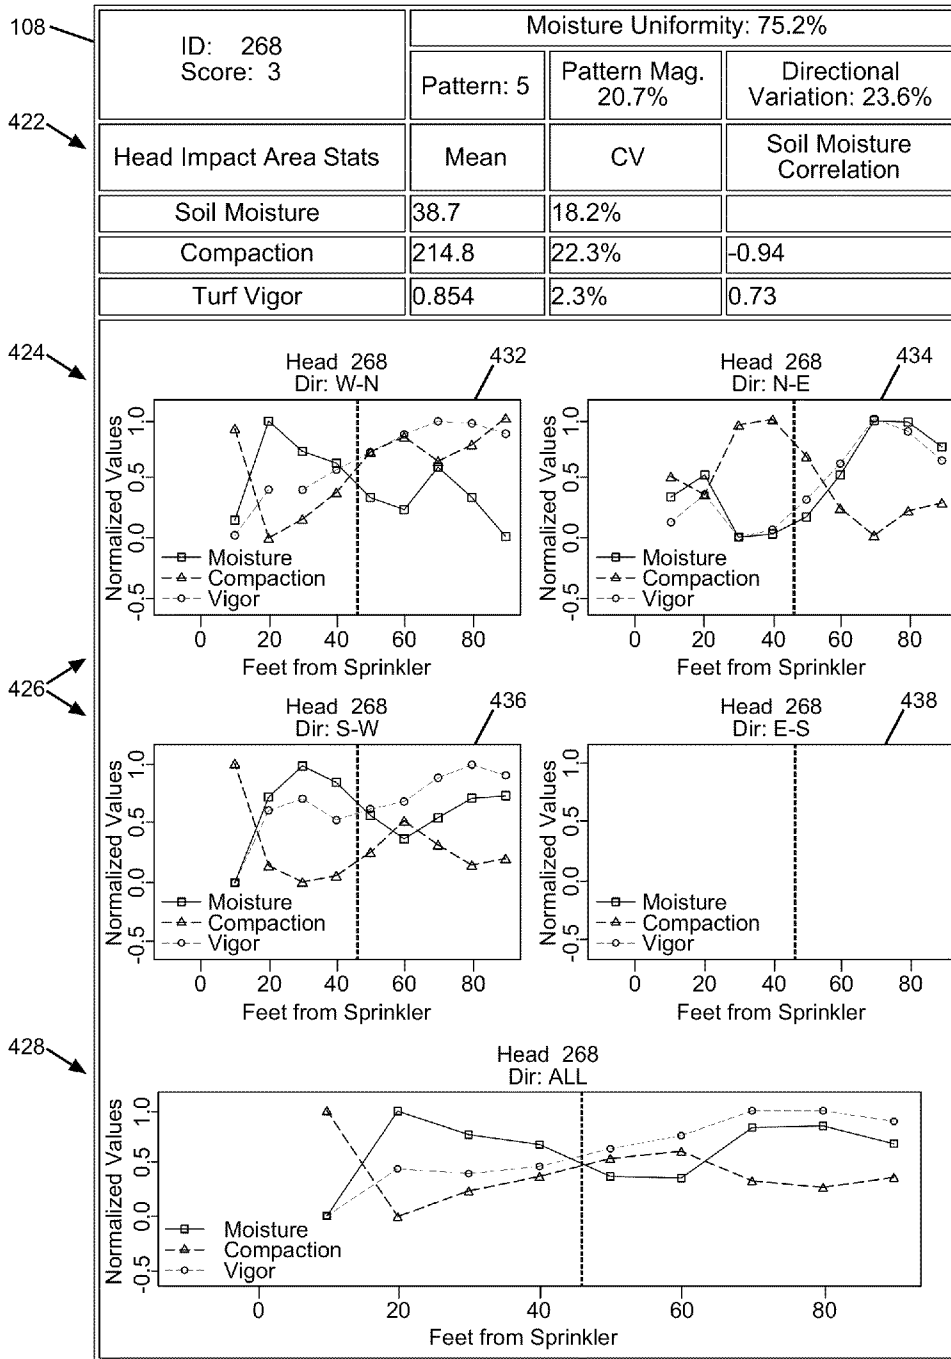 108
ID: 268
Score: 3
Moisture Uniformity: 75.2%
Pattern: 5
Pattern Mag.
20.7%
Directional
Variation: 23.6%
422
Head Impact Area Stats
Mean
CV
Soil Moisture
Correlation
Soil Moisture
38.7
18.2%
Compaction
214.8
22.3%
-0.94
Turf Vigor
0.854
2.3%
0.73
424
Head 268
Dir: W-N
432
Normalized Values
1.0
0.5
0.0
-0.5
Moisture
Compaction
Vigor
0 20 40 60 80
Feet from Sprinkler
Head 268
Dir: N-E
434
Normalized Values
1.0
0.5
0.0
-0.5
Moisture
Compaction
Vigor
0 20 40 60 80
Feet from Sprinkler
426
Head 268
Dir: S-W
436
Normalized Values
1.0
0.5
0.0
-0.5
Moisture
Compaction
Vigor
0 20 40 60 80
Feet from Sprinkler
Head 268
Dir: E-S
438
Normalized Values
1.0
0.5
0.0
-0.5
Moisture
Compaction
Vigor
0 20 40 60 80
Feet from Sprinkler
428
Head 268
Dir: ALL
Normalized Values
1.0
0.5
0.0
-0.5
Moisture
Compaction
Vigor
0 20 40 60 80
Feet from Sprinkler